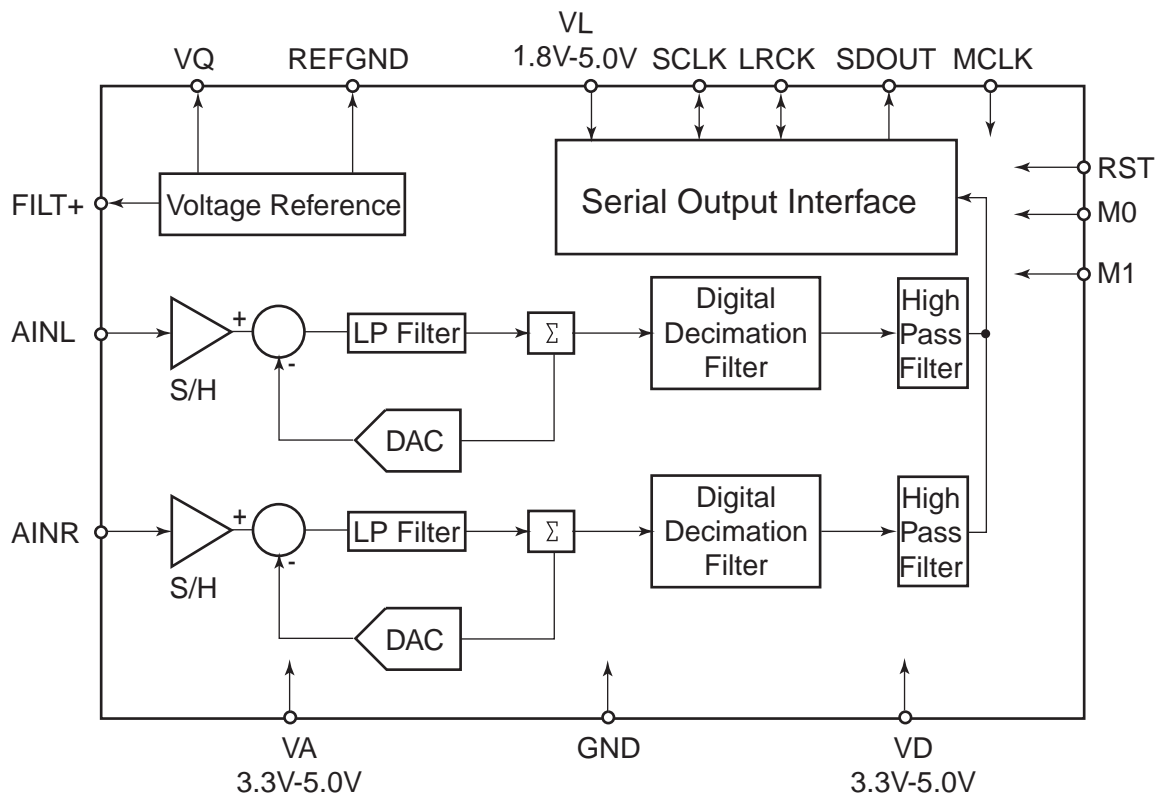 VL
VQ
REFGND
1.8V-5.0V
SCLK
LRCK
SDOUT
MCLK
RST
FILT+
Voltage Reference
Serial Output Interface
M0
M1
AINL
+
-
S/H
LP Filter
Σ
DAC
Digital
Decimation
Filter
High
Pass
Filter
AINR
+
-
S/H
LP Filter
Σ
DAC
Digital
Decimation
Filter
High
Pass
Filter
VA
3.3V-5.0V
GND
VD
3.3V-5.0V